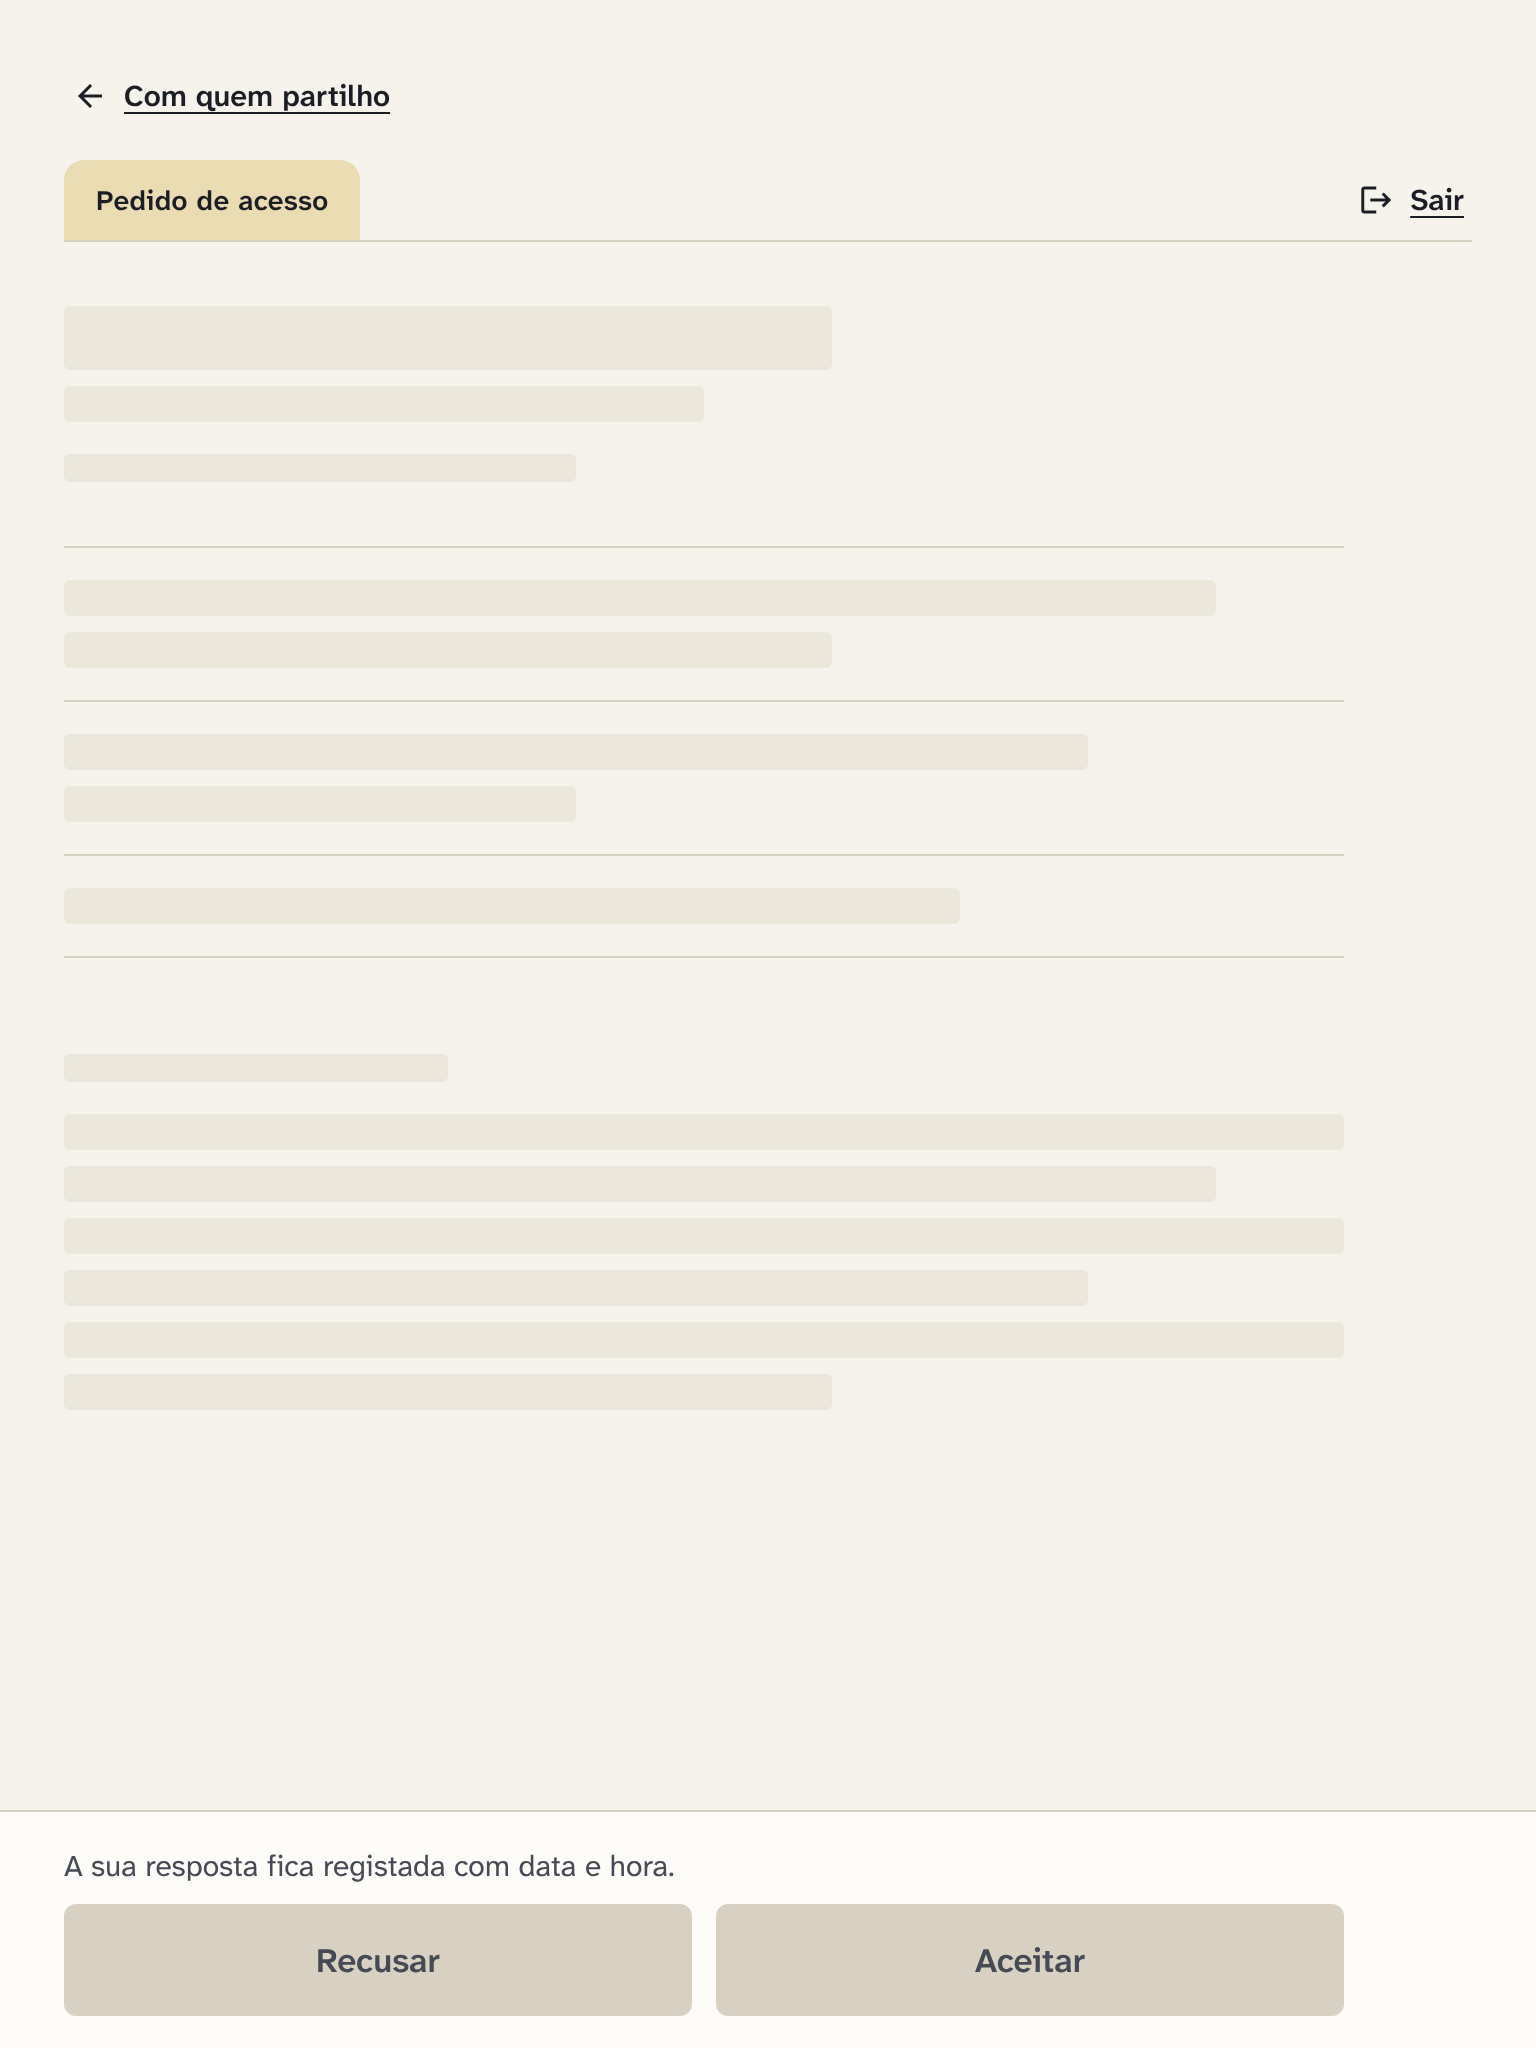 Com quem partilho
Pedido de acesso
Sair
A sua resposta fica registada com data e hora.
Recusar
Aceitar